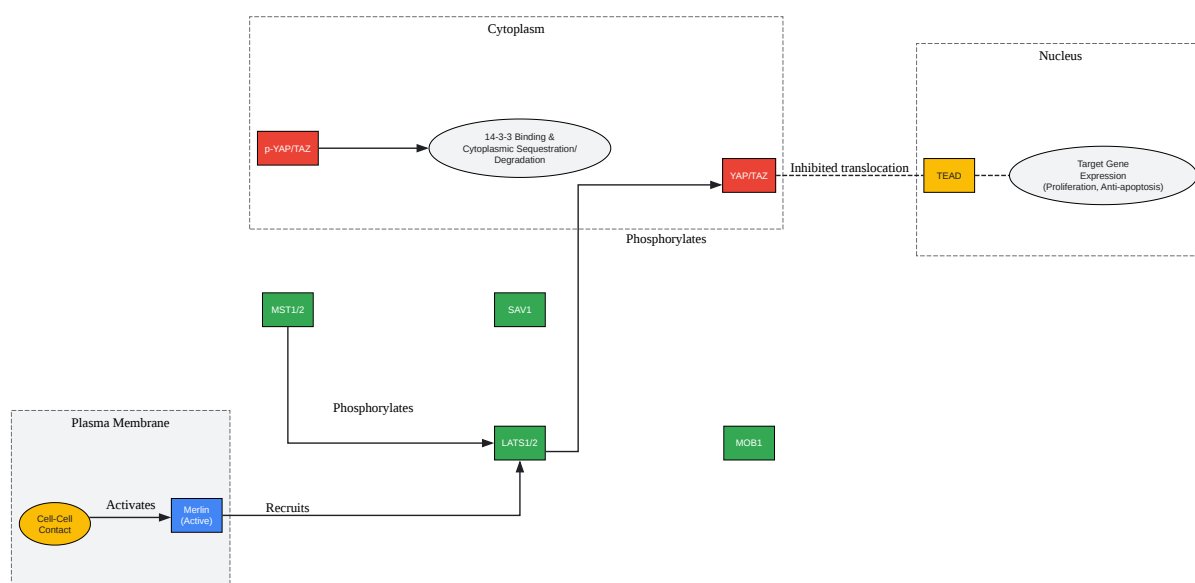 Cytoplasm
Nucleus
p-YAP/TAZ
14-3-3 Binding &
Cytoplasmic Sequestration/
Degradation
YAP/TAZ
Inhibited translocation
TEAD
Target Gene
Expression
(Proliferation, Anti-apoptosis)
Phosphorylates
MST1/2
SAV1
Phosphorylates
Plasma Membrane
LATS1/2
MOB1
Cell-Cell
Contact
Activates
Merlin
(Active)
Recruits